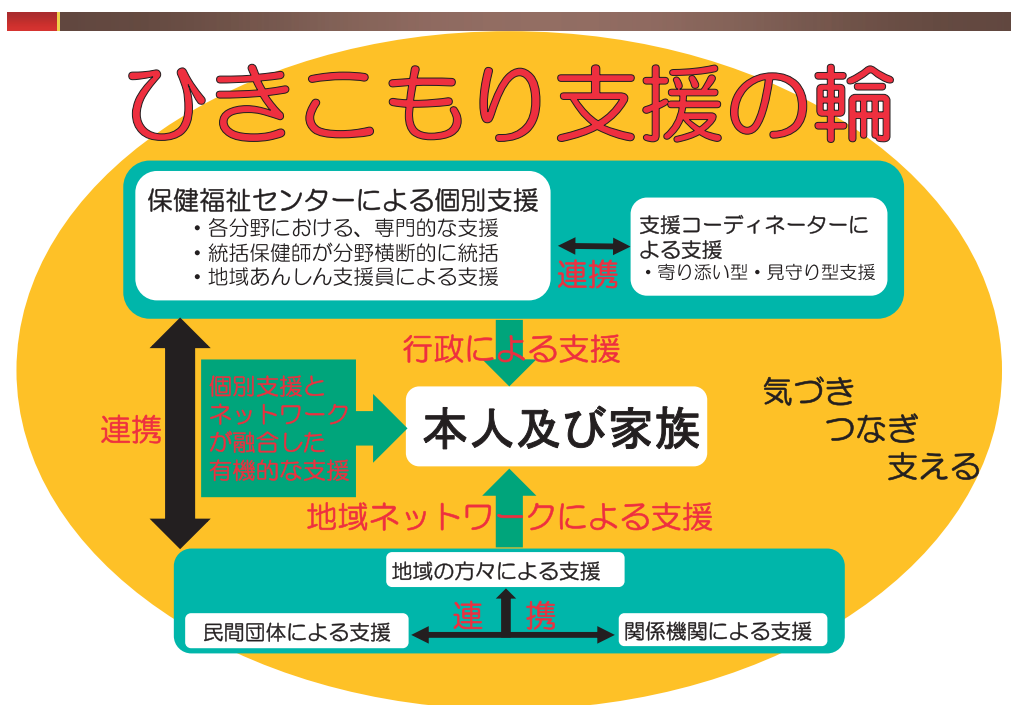 ひきこもり支援の輪
保健福祉センターによる個別支援
・各分野における、専門的な支援
・統括保健師が分野横断的に統括
・地域あんしん支援員による支援
連携
支援コーディネーターに
よる支援
・寄り添い型・見守り型支援
行政による支援
連携
個別支援と
ネットワーク
が融合した
有機的な支援
本人及び家族
気づき
つなぎ
支える
地域ネットワークによる支援
地域の方々による支援
連 携
民間団体による支援
関係機関による支援